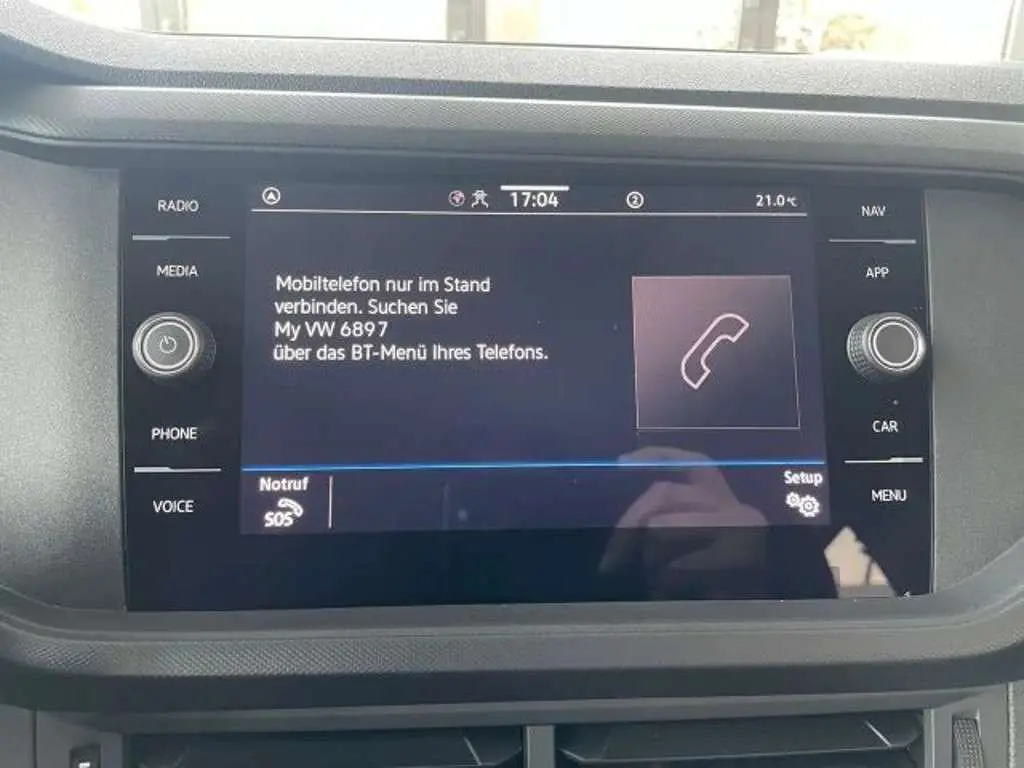 RADIO
MEDIA
PHONE
VOICE
A
17:04
2
21.0°C
Mobiltelefon nur im Stand
verbinden. Suchen Sie
My VW 6897
über das BT-Menü Ihres Telefons.
Notruf
SOS
Setup
NAV
APP
CAR
MENU